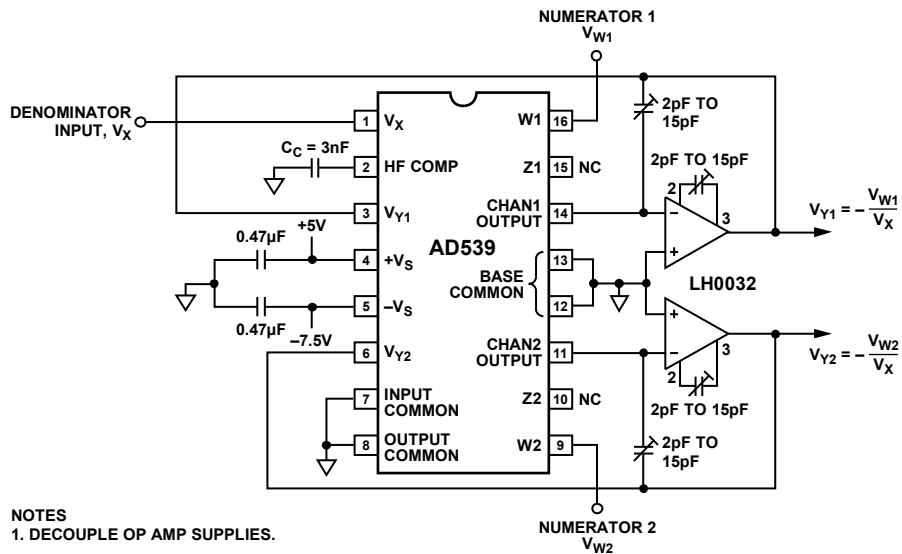 NUMERATOR 1
VW1
DENOMINATOR
INPUT, VX
1
VX
W1
16
2pF TO
15pF
CC = 3nF
2
HF COMP
Z1
15
NC
2pF TO 15pF
3
VY1
CHAN1
OUTPUT
14
2
3
–
+
VY1 = – VW1
VX
0.47µF
+5V
4
+VS
AD539
BASE
COMMON
13
12
LH0032
0.47µF
–7.5V
5
–VS
+
–
2
3
VY2 = – VW2
VX
6
VY2
CHAN2
OUTPUT
11
2pF TO 15pF
7
INPUT
COMMON
Z2
10
NC
8
OUTPUT
COMMON
W2
9
2pF TO
15pF
NOTES
1. DECOUPLE OP AMP SUPPLIES.
NUMERATOR 2
VW2